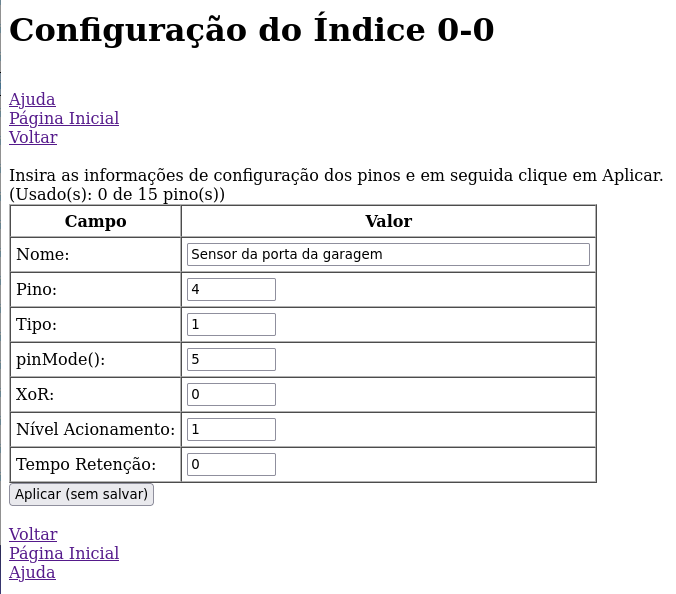 Configuração do Índice 0-0
Ajuda
Página Inicial
Voltar
Insira as informações de configuração dos pinos e em seguida clique em Aplicar.
(Usado(s): 0 de 15 pino(s))
Campo Valor
Nome: Sensor da porta da garagem
Pino: 4
Tipo: 1
pinMode(): 5
XoR: 0
Nível Acionamento: 1
Tempo Retenção: 0
Aplicar (sem salvar)
Voltar
Página Inicial
Ajuda